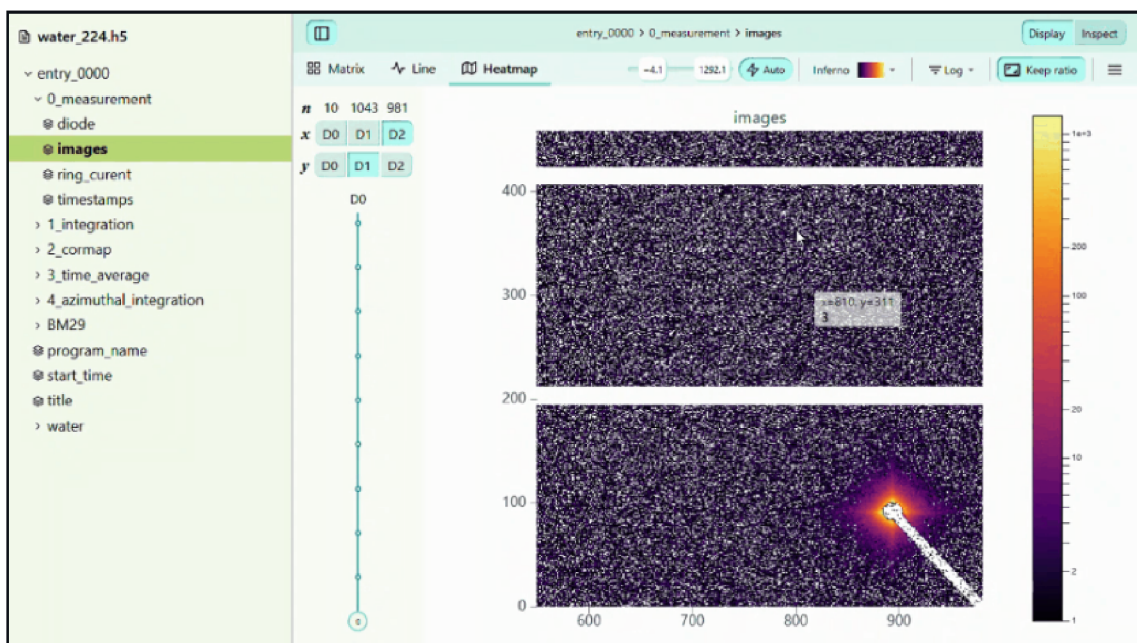 water_224.h5
entry_0000
0_measurement
diode
images
ring_curent
timestamps
1_integration
2_cormap
3_time_average
4_azimuthal_integration
BM29
program_name
start_time
title
water
entry_0000 > 0_measurement > images
Display Inspect
Matrix Line Heatmap −4.1 1292.1 Auto Inferno Log Keep ratio
n 10 1043 981
x D0 D1 D2
y D0 D1 D2
D0
0
images
400
300
200
100
0
600 700 800 900
x=810, y=311
3
1e+3
200
100
20
10
2
1